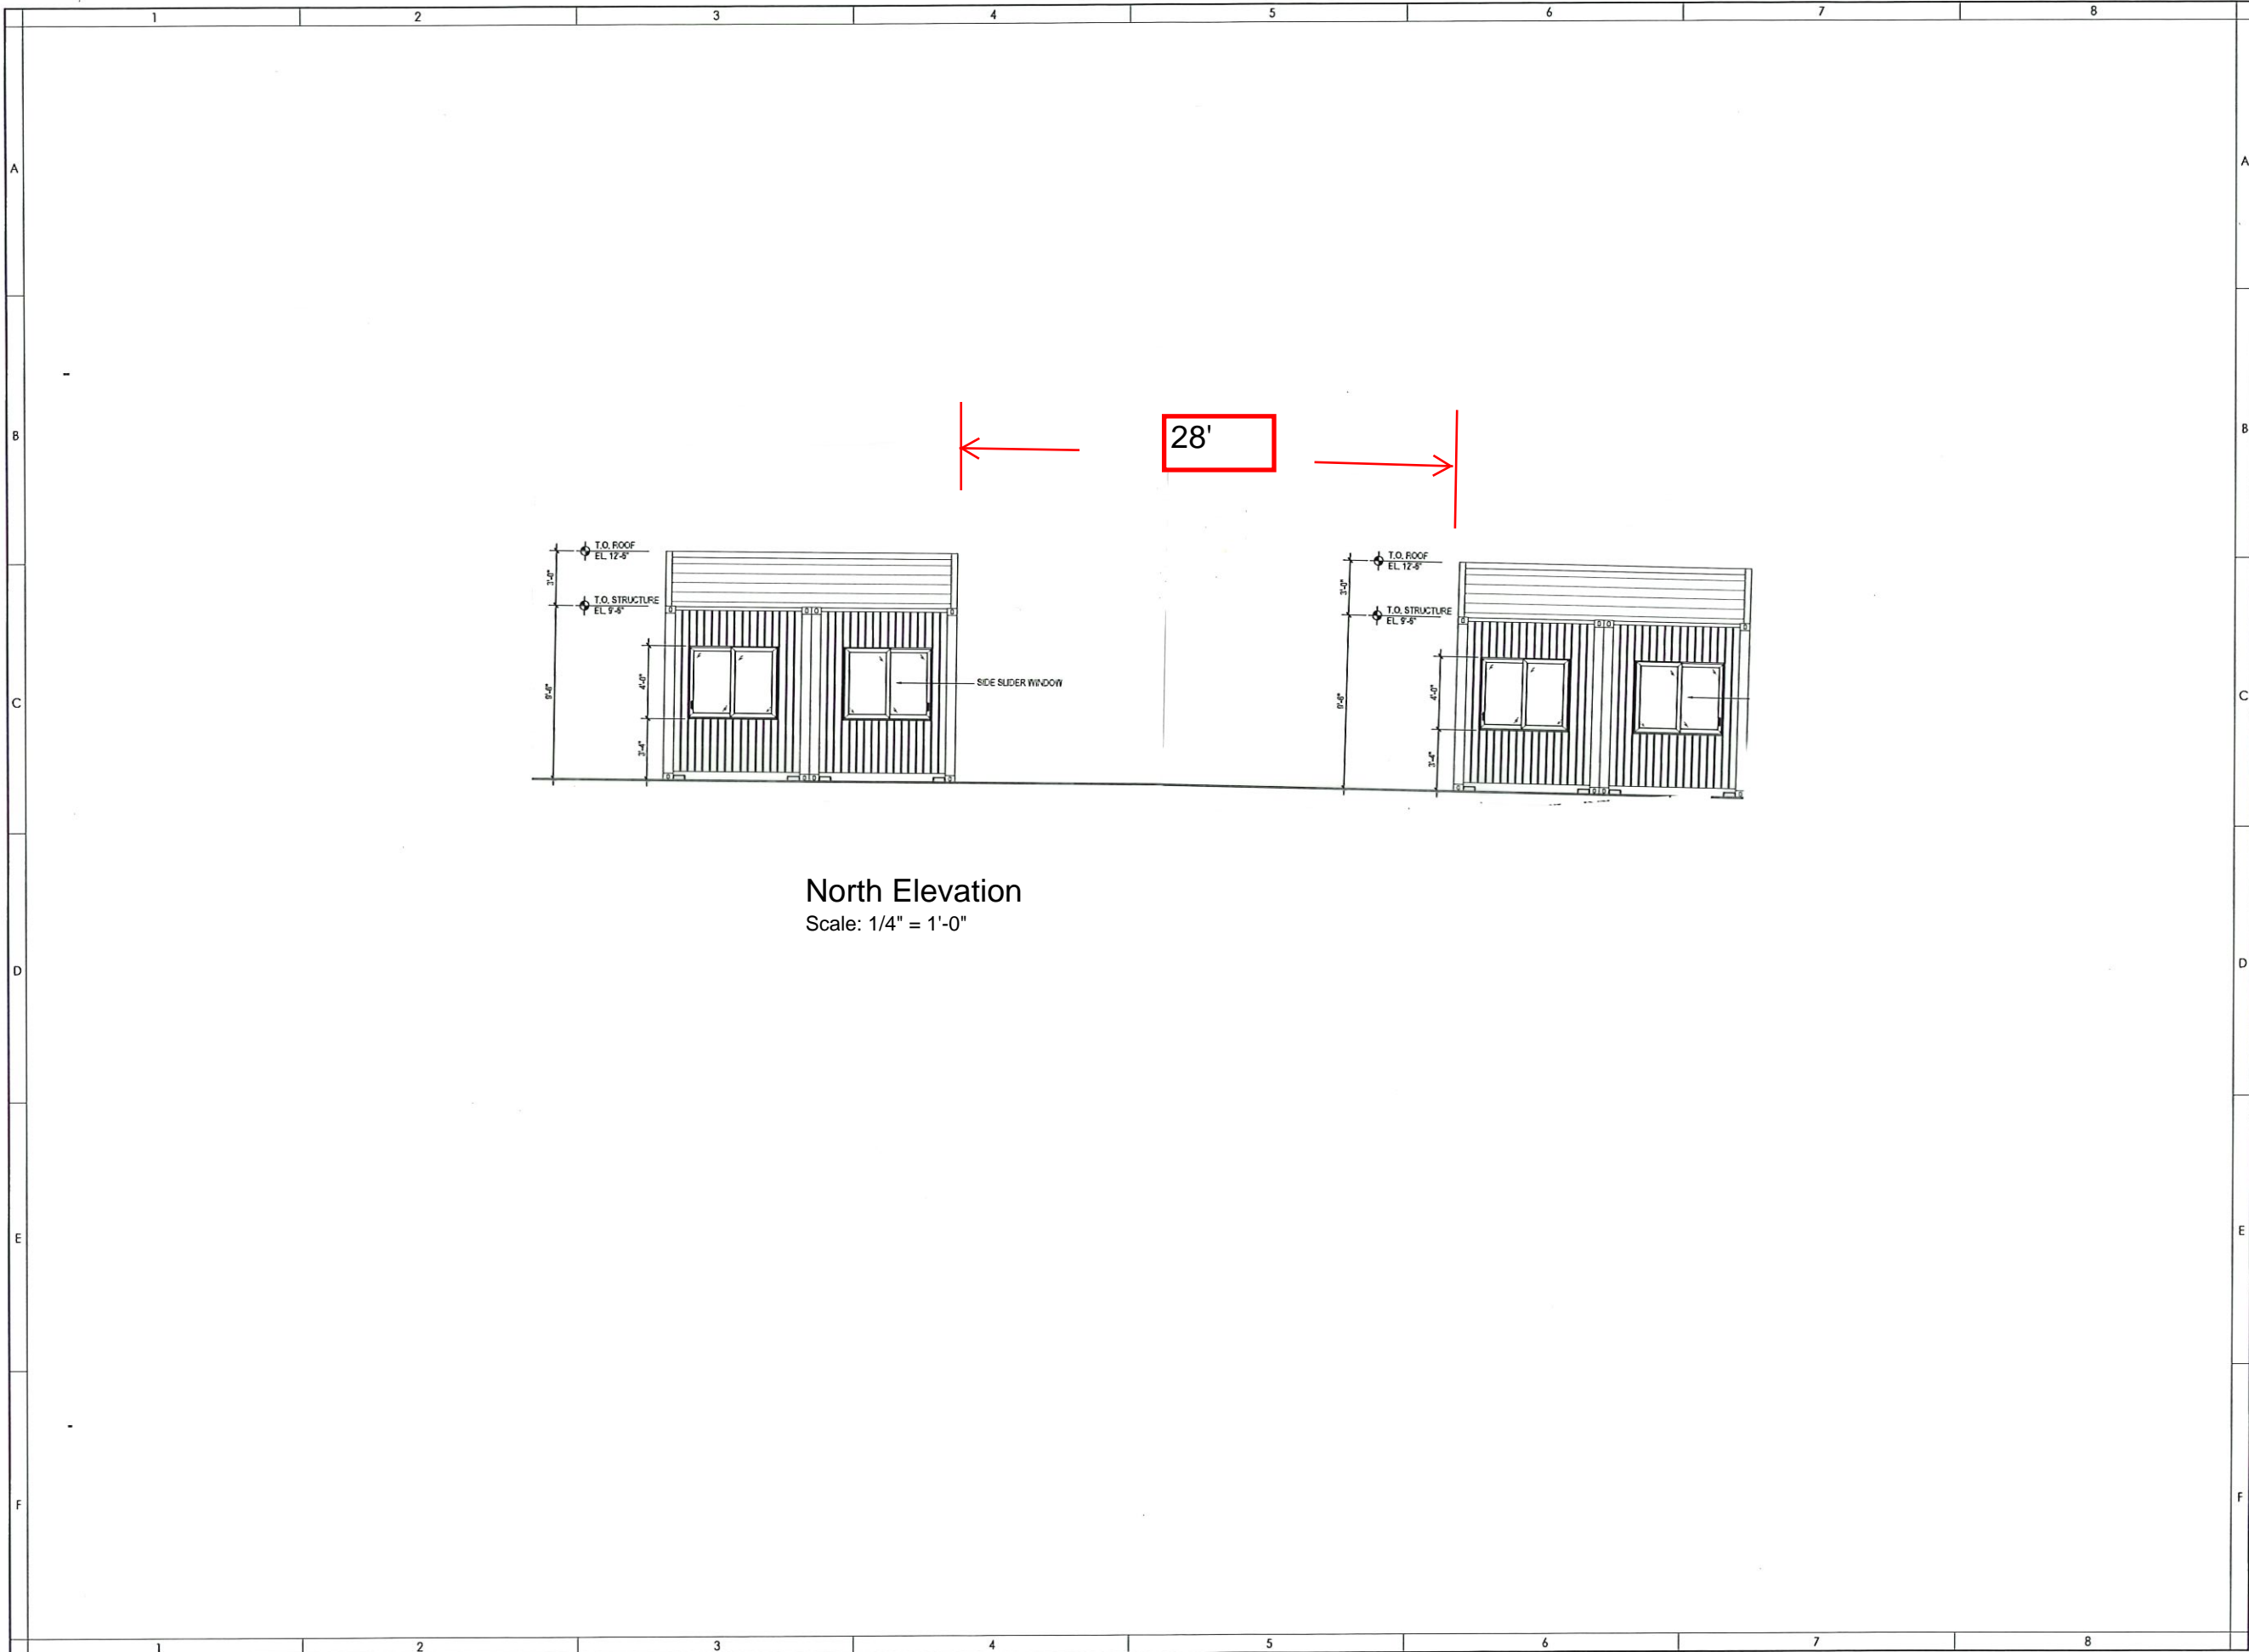 1 2 3 4 5 6 7 8
A A
B B
28'
T.O. ROOF
EL. 12'-6"
3'-0"
T.O. STRUCTURE
EL. 9'-6"
9'-6"
4'-0"
3'-4"
SIDE SLIDER WINDOW
T.O. ROOF
EL. 12'-6"
3'-0"
T.O. STRUCTURE
EL. 9'-6"
9'-6"
4'-0"
3'-4"
C C
North Elevation
Scale: 1/4" = 1'-0"
D D
E E
F F
1 2 3 4 5 6 7 8